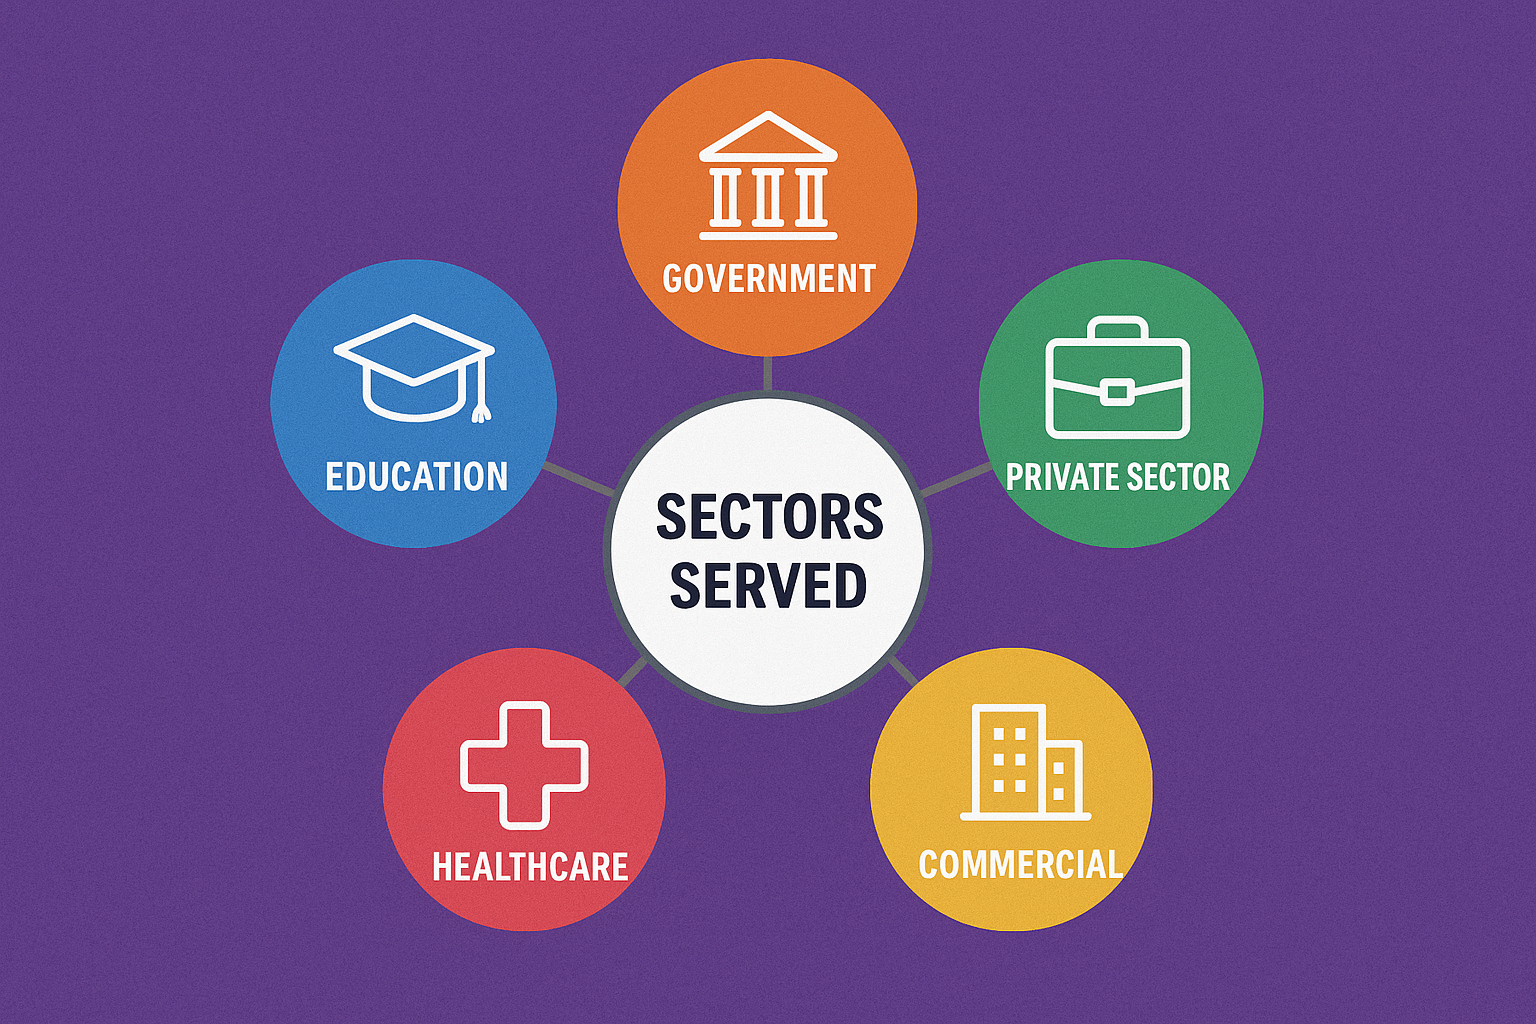 GOVERNMENT
EDUCATION
PRIVATE SECTOR
SECTORS
SERVED
HEALTHCARE
COMMERCIAL